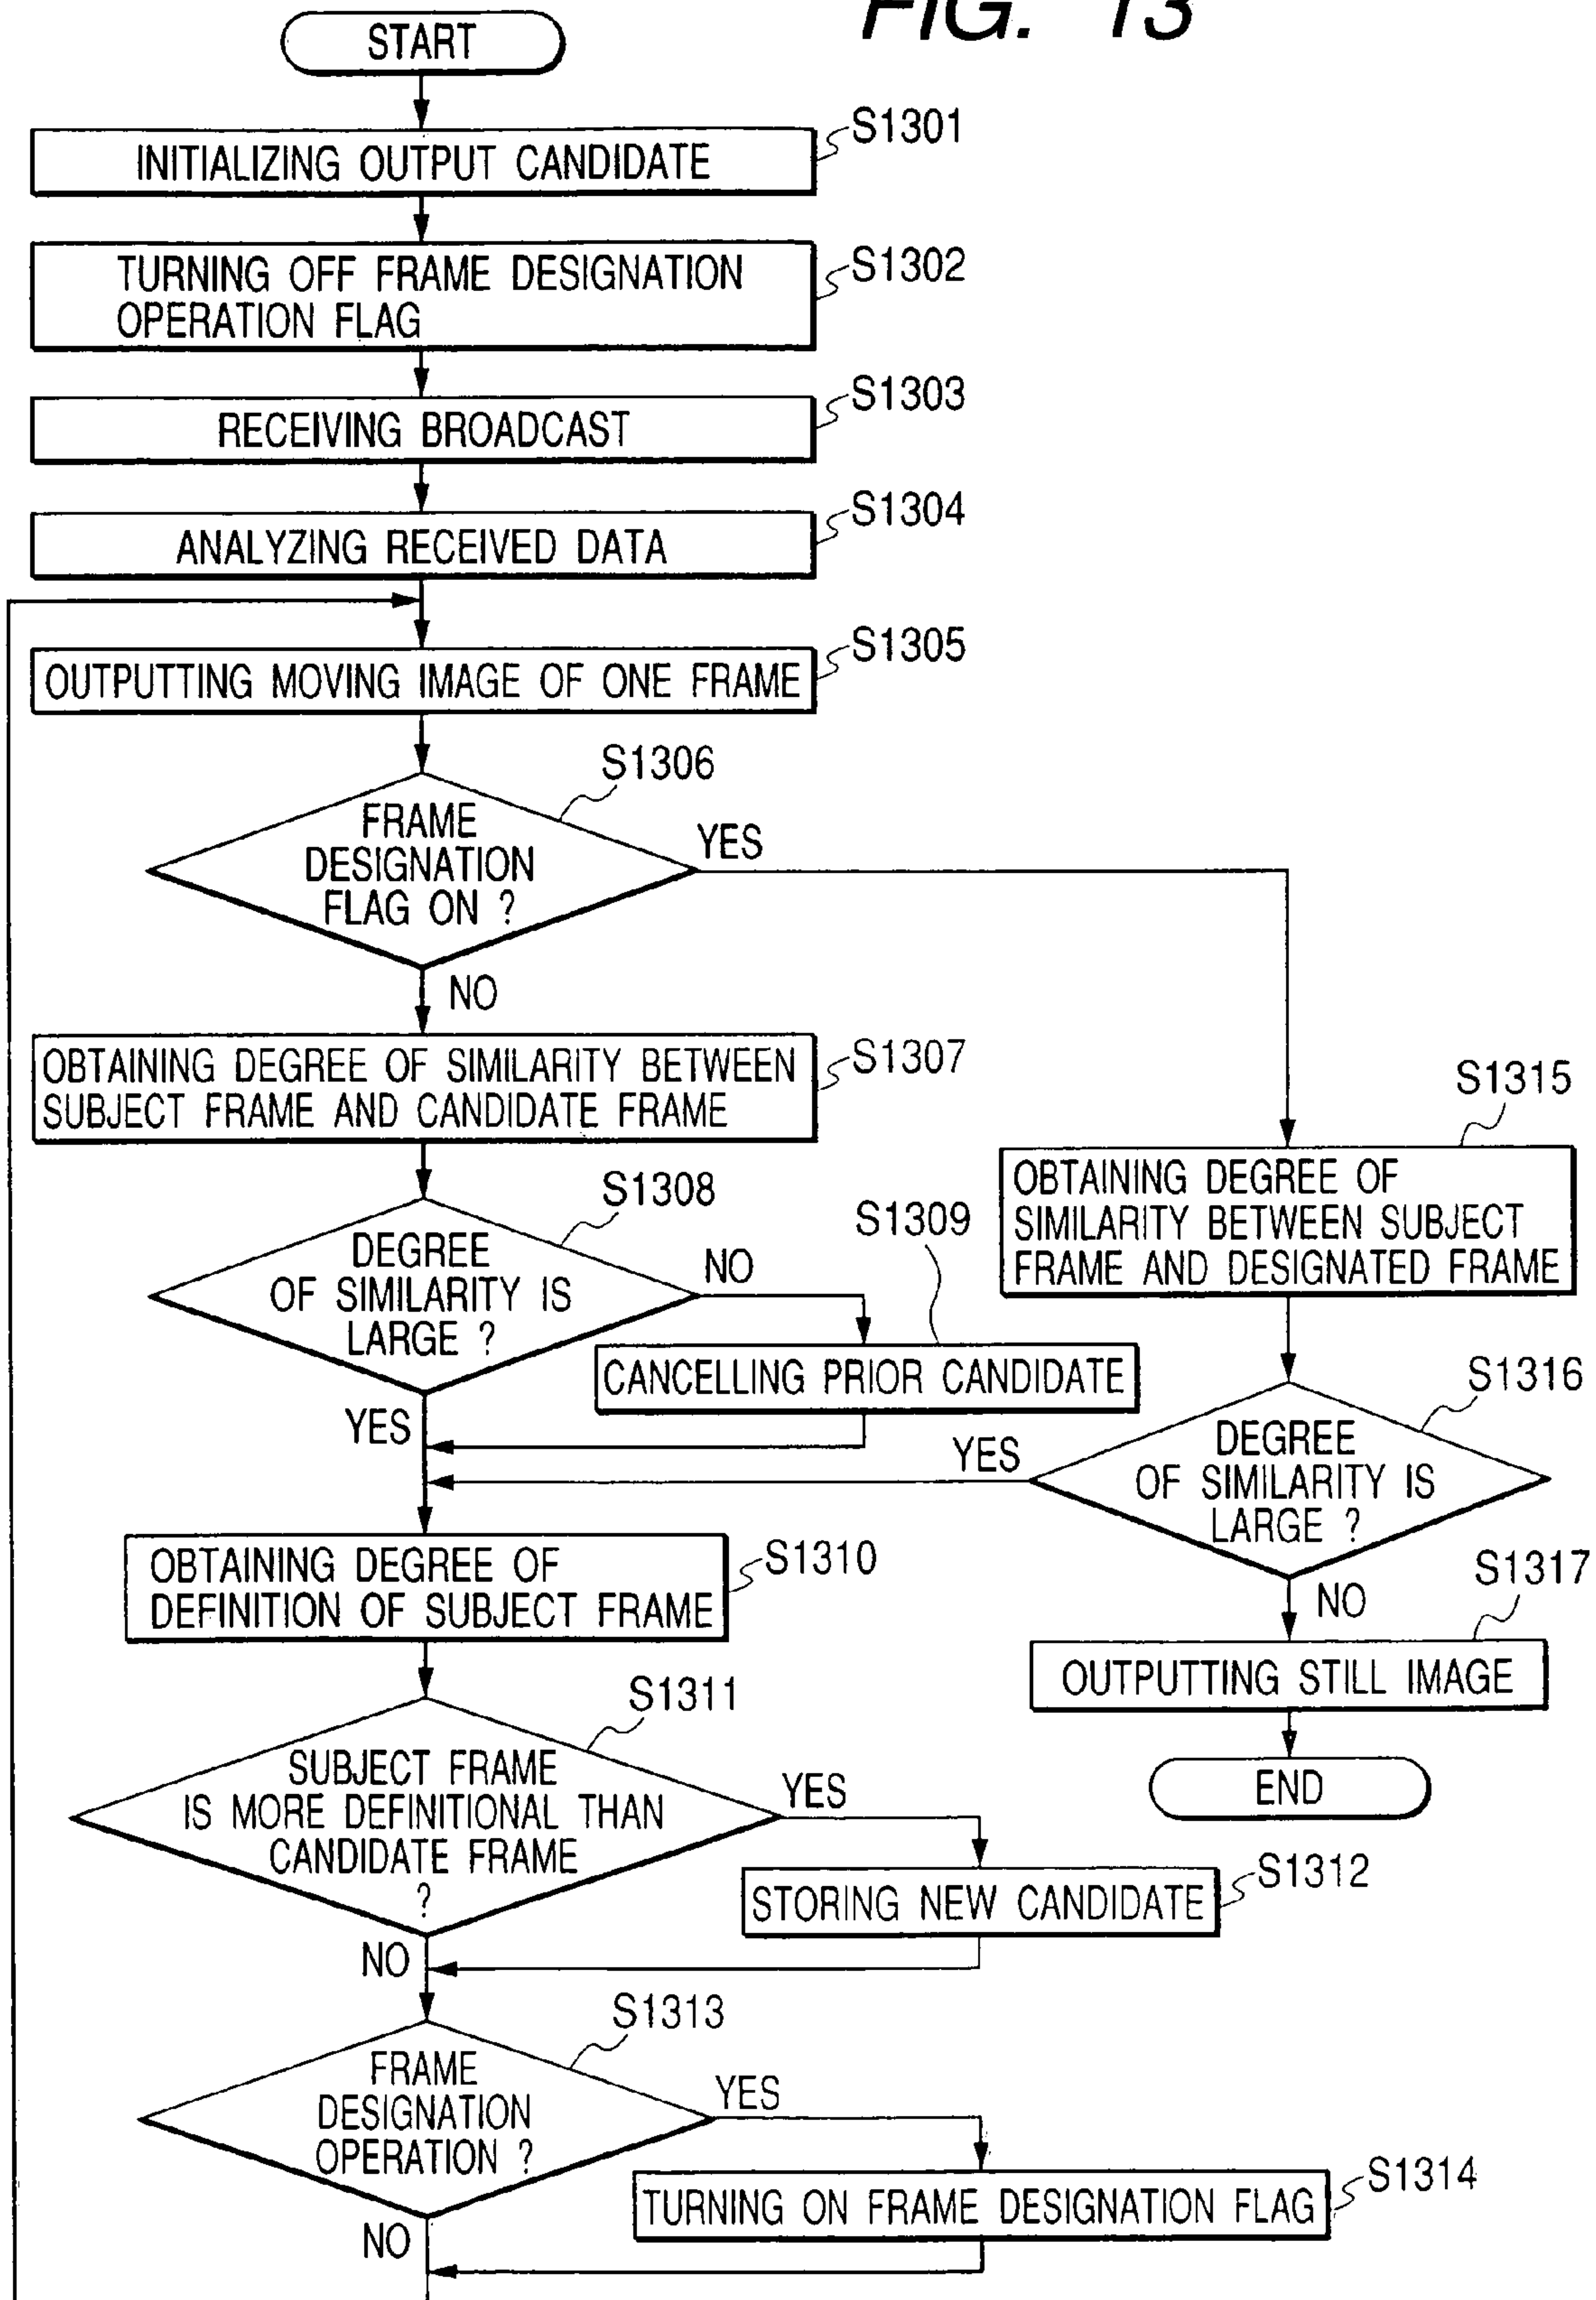 FIG. 13
START
INITIALIZING OUTPUT CANDIDATE
S1301
TURNING OFF FRAME DESIGNATION
OPERATION FLAG
S1302
RECEIVING BROADCAST
S1303
ANALYZING RECEIVED DATA
S1304
OUTPUTTING MOVING IMAGE OF ONE FRAME
S1305
S1306
FRAME
DESIGNATION
FLAG ON ?
YES
NO
OBTAINING DEGREE OF SIMILARITY BETWEEN
SUBJECT FRAME AND CANDIDATE FRAME
S1307
S1315
OBTAINING DEGREE OF
SIMILARITY BETWEEN SUBJECT
FRAME AND DESIGNATED FRAME
S1308
DEGREE
OF SIMILARITY IS
LARGE ?
NO
S1309
CANCELLING PRIOR CANDIDATE
YES
S1316
DEGREE
OF SIMILARITY IS
LARGE ?
YES
NO
S1317
OUTPUTTING STILL IMAGE
END
OBTAINING DEGREE OF
DEFINITION OF SUBJECT FRAME
S1310
S1311
SUBJECT FRAME
IS MORE DEFINITIONAL THAN
CANDIDATE FRAME
?
YES
STORING NEW CANDIDATE
S1312
NO
S1313
FRAME
DESIGNATION
OPERATION ?
YES
TURNING ON FRAME DESIGNATION FLAG
S1314
NO